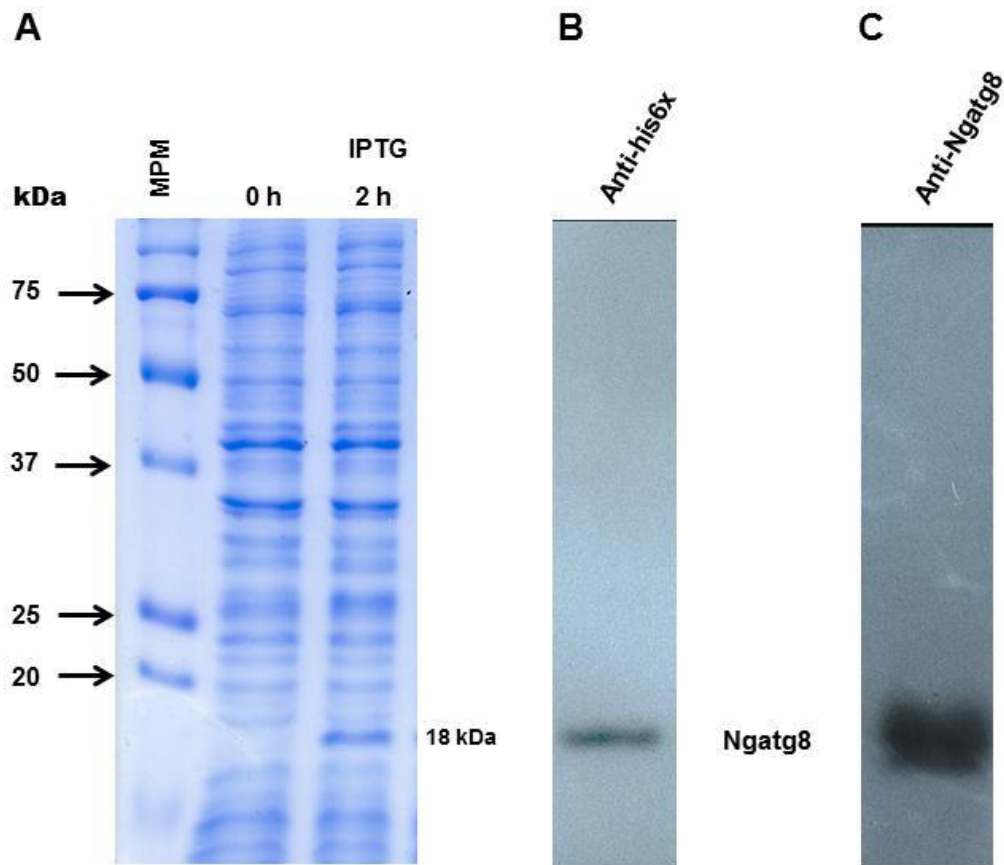 A
B
C
MPM
IPTG
Anti-his6x
Anti-Ngatg8
kDa
0 h
2 h
75
50
37
25
20
18 kDa
Ngatg8